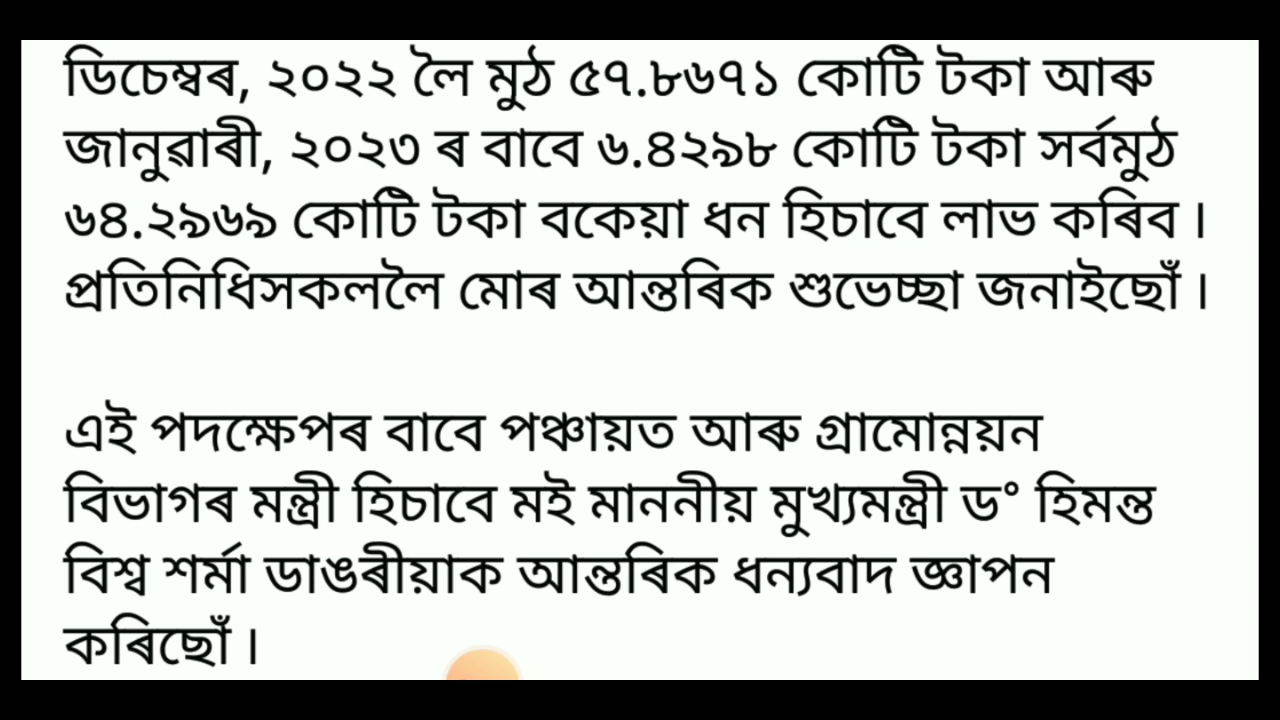 ডিচেম্বৰ, ২০২২ লৈ মুঠ ৫৭.৮৬৭১ কোটি টকা আৰু
জানুৱাৰী, ২০২৩ ৰ বাবে ৬.৪২৯৮ কোটি টকা সৰ্বমুঠ
৬৪.২৯৬৯ কোটি টকা বকেয়া ধন হিচাবে লাভ কৰিব ।
প্ৰতিনিধিসকললৈ মোৰ আন্তৰিক শুভেচ্ছা জনাইছোঁ ।
এই পদক্ষেপৰ বাবে পঞ্চায়ত আৰু গ্ৰামোন্নয়ন
বিভাগৰ মন্ত্ৰী হিচাবে মই মাননীয় মুখ্যমন্ত্ৰী ড° হিমন্ত
বিশ্ব শৰ্মা ডাঙৰীয়াক আন্তৰিক ধন্যবাদ জ্ঞাপন
কৰিছোঁ ।